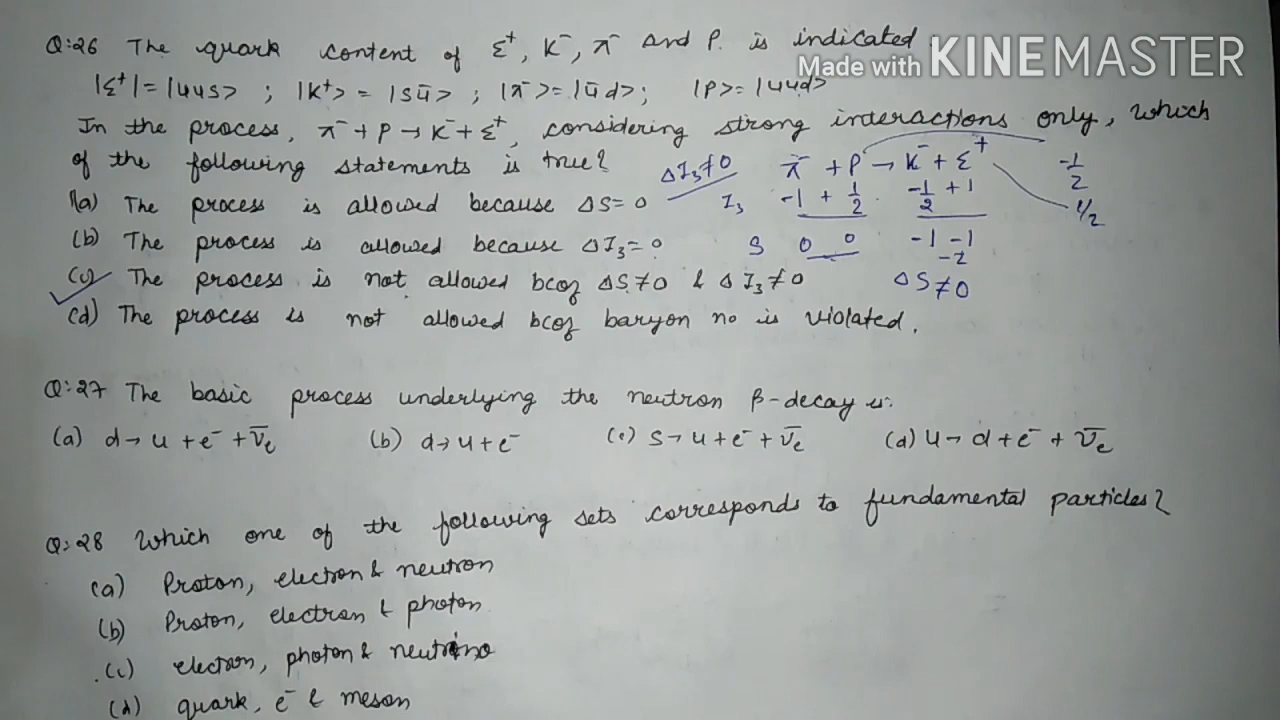 Q:26 The quark content of Σ⁺, K⁻, π⁻ and P. is indicated
Made with KINEMASTER
|Σ⁺| = |uus> ; |K⁺> = |sū> ; |π⁻> = |ūd>; |P> = |uud>
In the process, π⁻ + P → K⁻ + Σ⁺, considering strong interactions only, which
of the following statements is true?
ΔI₃≠0
π⁻ + P → K⁻ + Σ⁺
-1/2
(a) The process is allowed because ΔS = 0
I₃ -1 + 1/2 -1/2 + 1
1/2
(b) The process is allowed because ΔI₃ = 0
S 0 0 -1 -1
-2
(c) The process is not allowed bcoz ΔS≠0 & ΔI₃≠0
ΔS≠0
(d) The process is not allowed bcoz baryon no is violated.
Q:27 The basic process underlying the neutron β-decay is:
(a) d → u + e⁻ + ν̄e (b) d → u + e⁻ (c) s → u + e⁻ + ν̄e (d) u → d + e⁻ + ν̄e
Q:28 Which one of the following sets corresponds to fundamental particles?
(a) Proton, electron & neutron
(b) Proton, electron & photon
(c) electron, photon & neutrino
(d) quark, e⁻ & meson